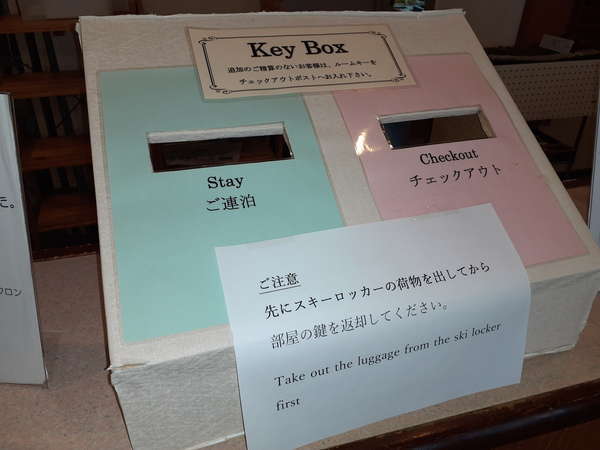 Key Box
追加のご精算のないお客様は、ルームキーを
チェックアウトポストへお入れ下さい。
Stay
ご連泊
Checkout
チェックアウト
ご注意
先にスキーロッカーの荷物を出してから
部屋の鍵を返却してください。
Take out the luggage from the ski locker
first
た。
フロン